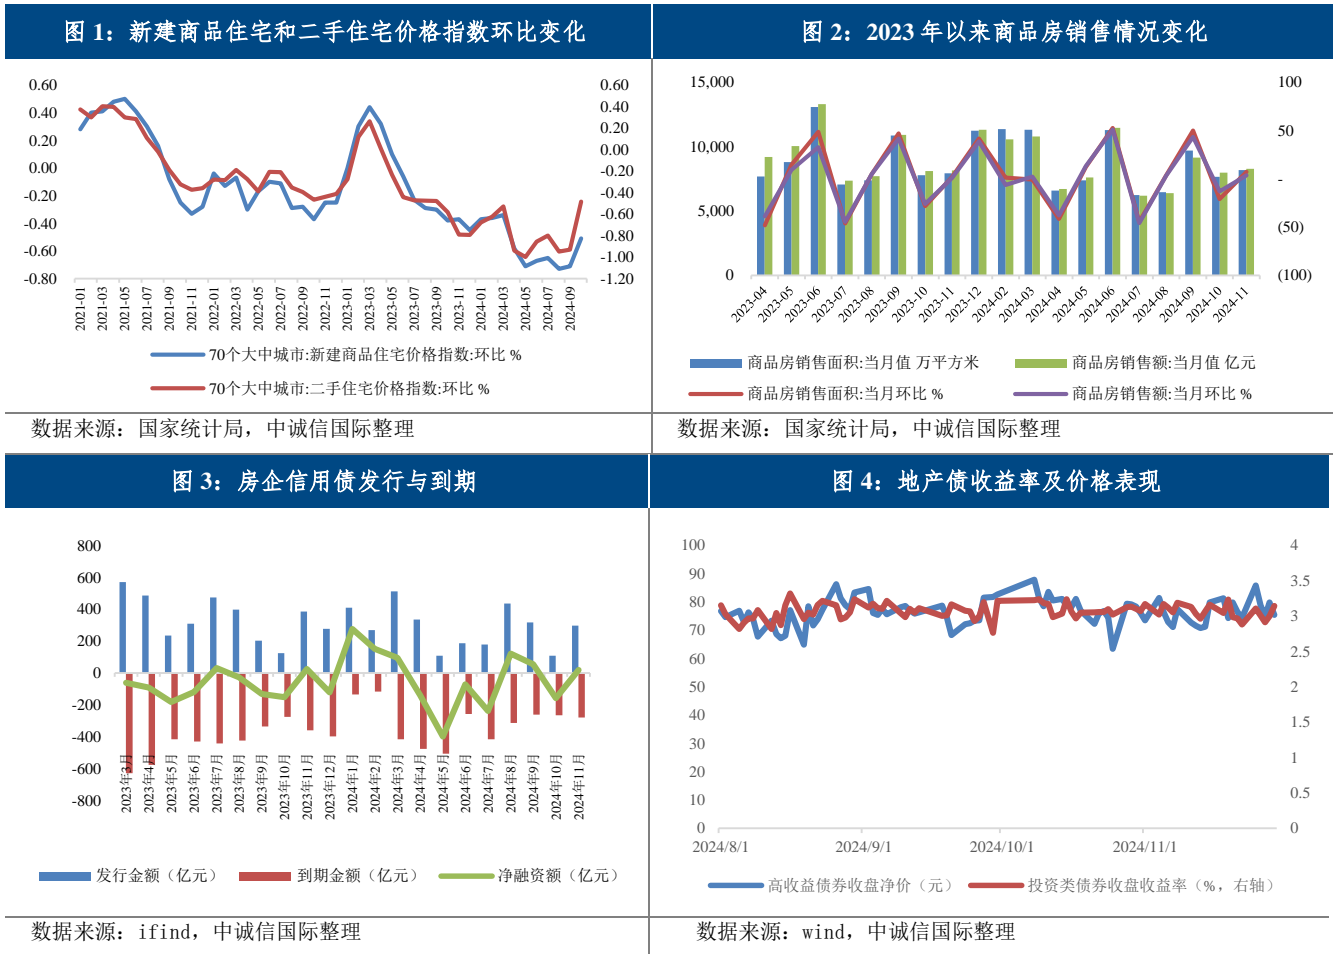 图 1：新建商品住宅和二手住宅价格指数环比变化
0.60
0.40
0.20
0.00
-0.20
-0.40
-0.60
-0.80
0.60
0.40
0.20
0.00
-0.20
-0.40
-0.60
-0.80
-1.00
-1.20
2021-01
2021-03
2021-05
2021-07
2021-09
2021-11
2022-01
2022-03
2022-05
2022-07
2022-09
2022-11
2023-01
2023-03
2023-05
2023-07
2023-09
2023-11
2024-01
2024-03
2024-05
2024-07
2024-09
70个大中城市:新建商品住宅价格指数:环比 %
70个大中城市:二手住宅价格指数:环比 %
数据来源：国家统计局，中诚信国际整理
图 2：2023 年以来商品房销售情况变化
15,000
10,000
5,000
0
100
50
-
(50)
(100)
2023-04
2023-05
2023-06
2023-07
2023-08
2023-09
2023-10
2023-11
2023-12
2024-02
2024-03
2024-04
2024-05
2024-06
2024-07
2024-08
2024-09
2024-10
2024-11
商品房销售面积:当月值 万平方米
商品房销售额:当月值 亿元
商品房销售面积:当月环比 %
商品房销售额:当月环比 %
数据来源：国家统计局，中诚信国际整理
图 3：房企信用债发行与到期
800
600
400
200
0
-200
-400
-600
-800
2023年3月
2023年4月
2023年5月
2023年6月
2023年7月
2023年8月
2023年9月
2023年10月
2023年11月
2023年12月
2024年1月
2024年2月
2024年3月
2024年4月
2024年5月
2024年6月
2024年7月
2024年8月
2024年9月
2024年10月
2024年11月
发行金额（亿元）
到期金额（亿元）
净融资额（亿元）
数据来源：ifind，中诚信国际整理
图 4：地产债收益率及价格表现
100
90
80
70
60
50
40
30
20
10
0
4
3.5
3
2.5
2
1.5
1
0.5
0
2024/8/1
2024/9/1
2024/10/1
2024/11/1
高收益债券收盘净价（元）
投资类债券收盘收益率（%，右轴）
数据来源：wind，中诚信国际整理